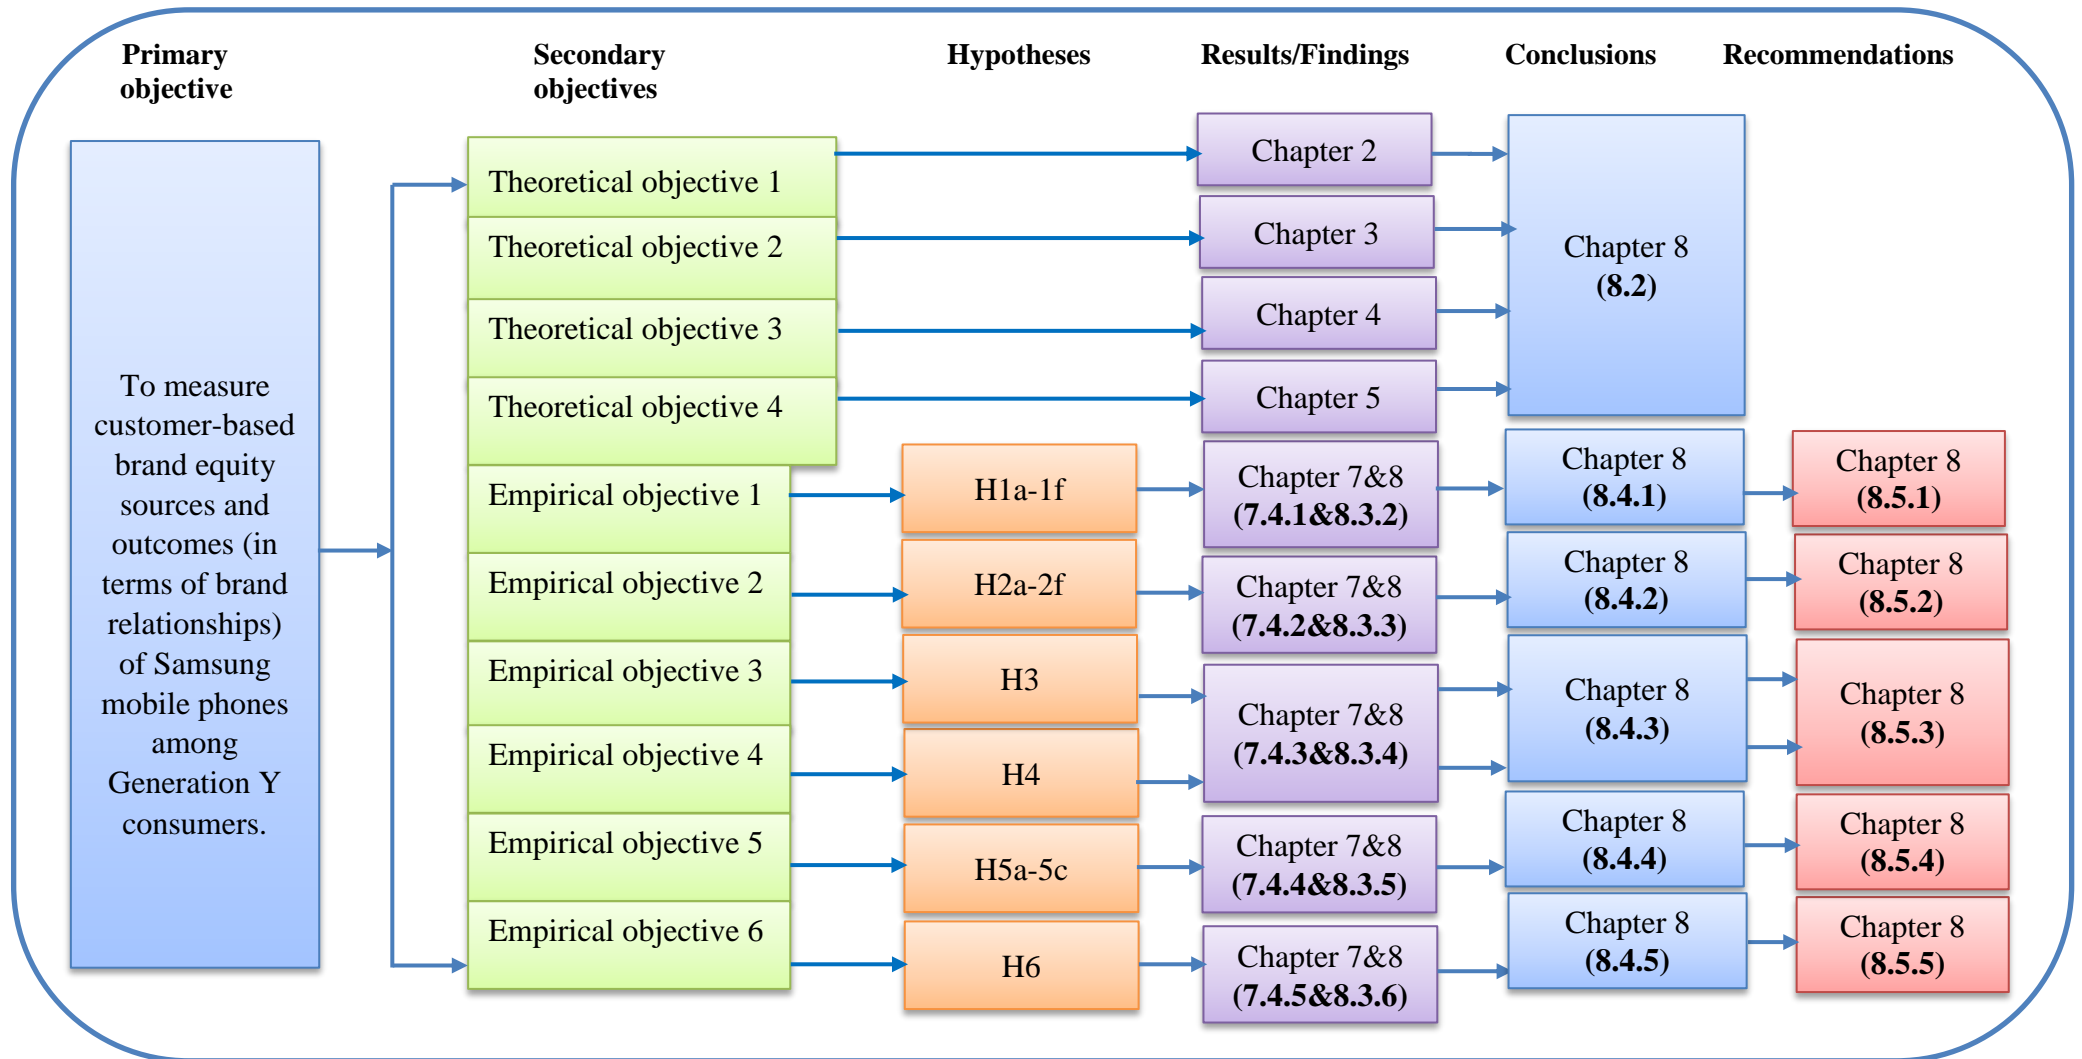 Primary
objective
Secondary
objectives
Hypotheses
Results/Findings
Conclusions
Recommendations
To measure
customer-based
brand equity
sources and
outcomes (in
terms of brand
relationships)
of Samsung
mobile phones
among
Generation Y
consumers.
Theoretical objective 1
Theoretical objective 2
Theoretical objective 3
Theoretical objective 4
Empirical objective 1
Empirical objective 2
Empirical objective 3
Empirical objective 4
Empirical objective 5
Empirical objective 6
H1a-1f
H2a-2f
H3
H4
H5a-5c
H6
Chapter 2
Chapter 3
Chapter 4
Chapter 5
Chapter 7&8
(7.4.1&8.3.2)
Chapter 7&8
(7.4.2&8.3.3)
Chapter 7&8
(7.4.3&8.3.4)
Chapter 7&8
(7.4.4&8.3.5)
Chapter 7&8
(7.4.5&8.3.6)
Chapter 8
(8.2)
Chapter 8
(8.4.1)
Chapter 8
(8.4.2)
Chapter 8
(8.4.3)
Chapter 8
(8.4.4)
Chapter 8
(8.4.5)
Chapter 8
(8.5.1)
Chapter 8
(8.5.2)
Chapter 8
(8.5.3)
Chapter 8
(8.5.4)
Chapter 8
(8.5.5)